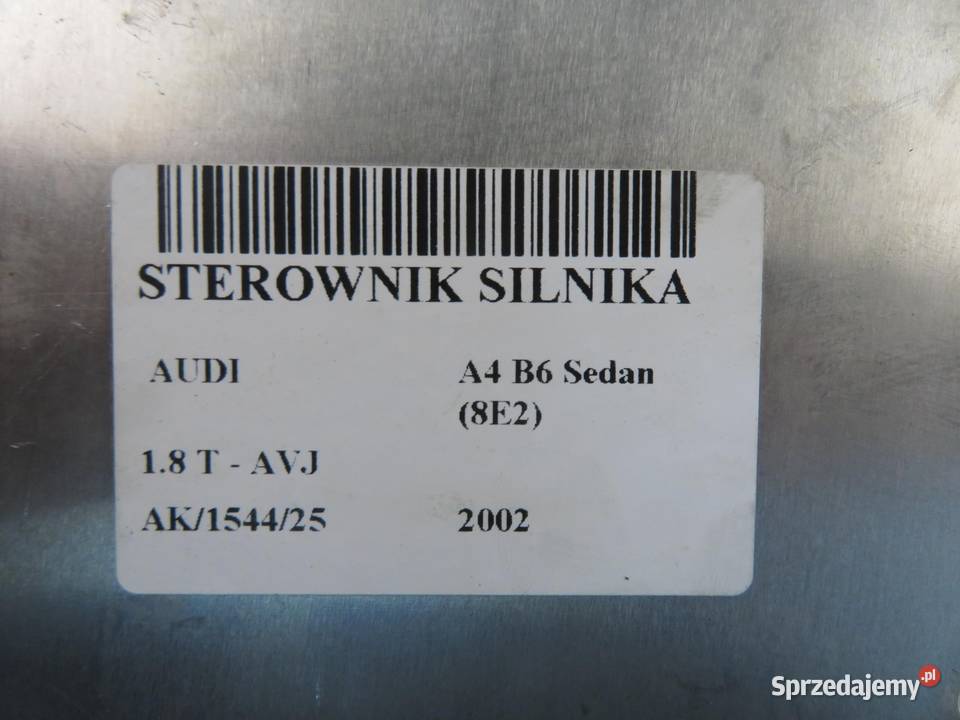 STEROWNIK SILNIKA
AUDI A4 B6 Sedan
(8E2)
1.8 T - AVJ
AK/1544/25 2002
Sprzedajemy.pl